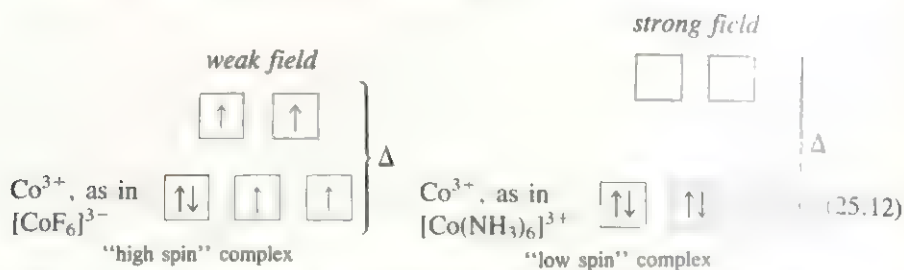 strong field
weak field
↑ ↑
Δ
Δ
Co³⁺, as in ↑↓ ↑ ↑
[CoF₆]³⁻
"high spin" complex
Co³⁺, as in ↑↓ ↑↓
[Co(NH₃)₆]³⁺
"low spin" complex
(25.12)